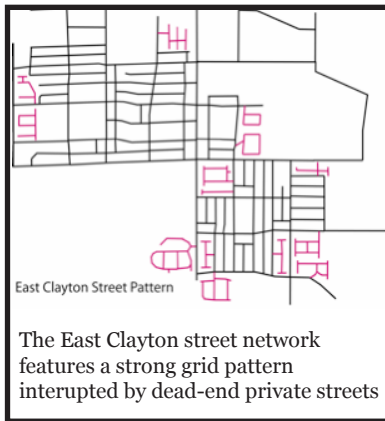 East Clayton Street Pattern
The East Clayton street network
features a strong grid pattern
interupted by dead-end private streets